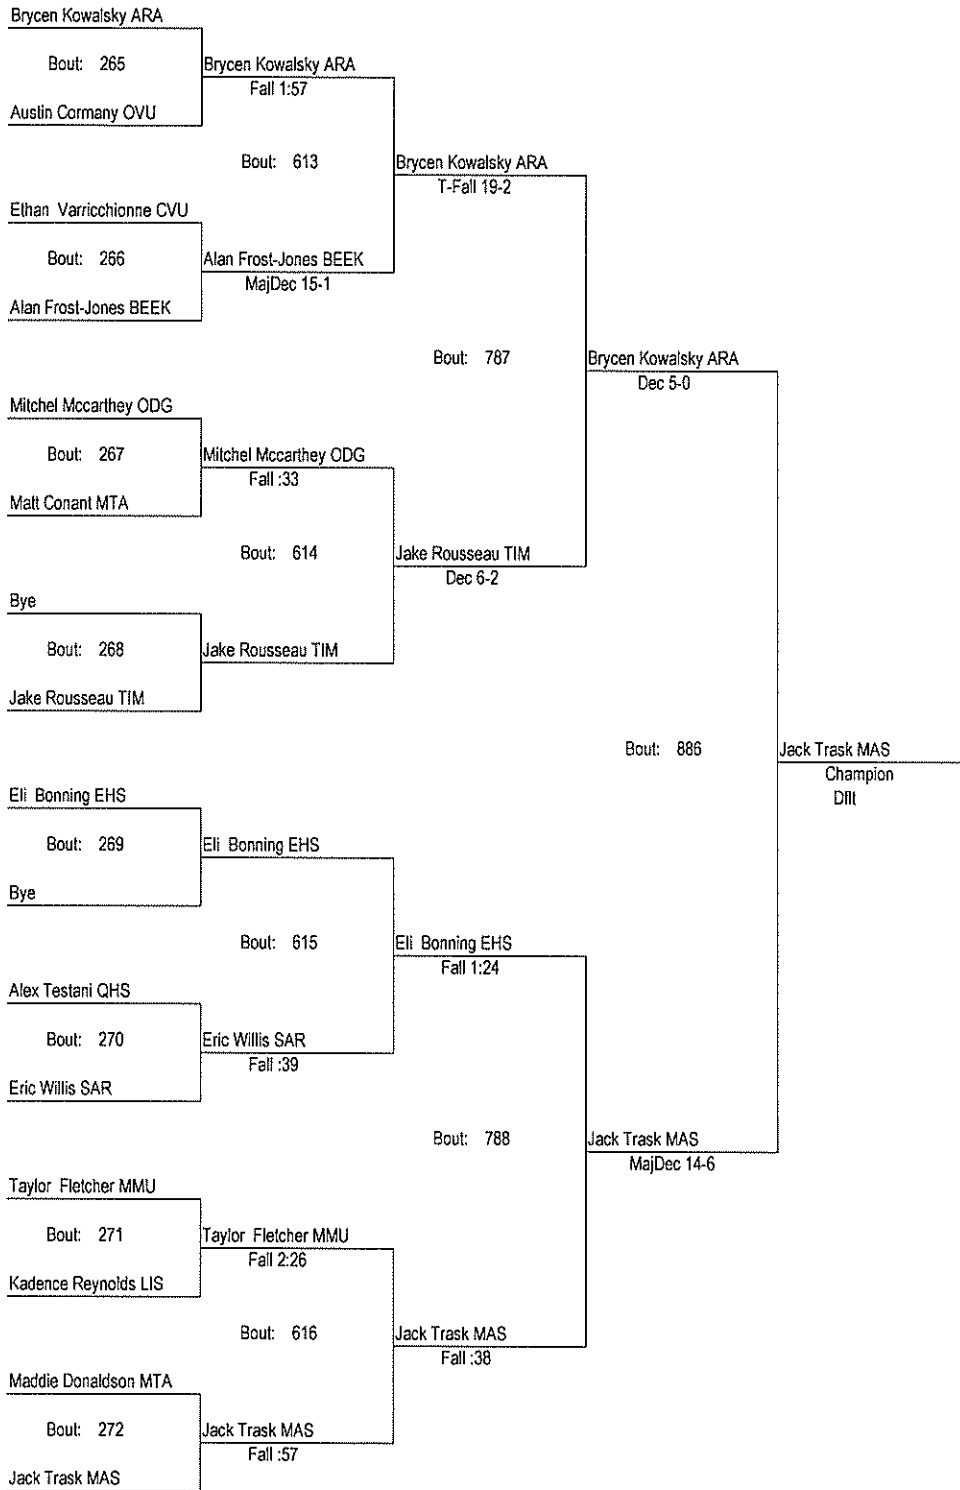 Brycen Kowalsky ARA
Bout: 265
Brycen Kowalsky ARA
Fall 1:57
Austin Cormany OVU
Bout: 613
Brycen Kowalsky ARA
T-Fall 19-2
Ethan Varricchionne CVU
Bout: 266
Alan Frost-Jones BEEK
MajDec 15-1
Alan Frost-Jones BEEK
Bout: 787
Brycen Kowalsky ARA
Dec 5-0
Mitchel Mccarthey ODG
Bout: 267
Mitchel Mccarthey ODG
Fall :33
Matt Conant MTA
Bout: 614
Jake Rousseau TIM
Dec 6-2
Bye
Bout: 268
Jake Rousseau TIM
Jake Rousseau TIM
Bout: 886
Jack Trask MAS
Champion
Dflt
Eli Bonning EHS
Bout: 269
Eli Bonning EHS
Bye
Bout: 615
Eli Bonning EHS
Fall 1:24
Alex Testani QHS
Bout: 270
Eric Willis SAR
Fall :39
Eric Willis SAR
Bout: 788
Jack Trask MAS
MajDec 14-6
Taylor Fletcher MMU
Bout: 271
Taylor Fletcher MMU
Fall 2:26
Kadence Reynolds LIS
Bout: 616
Jack Trask MAS
Fall :38
Maddie Donaldson MTA
Bout: 272
Jack Trask MAS
Fall :57
Jack Trask MAS